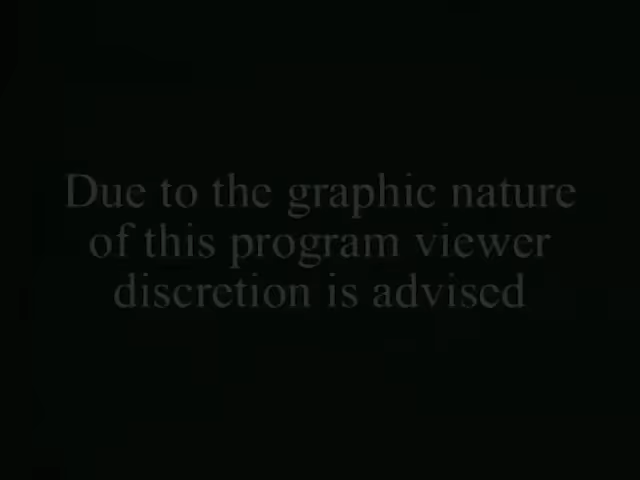 Due to the graphic nature
of this program viewer
discretion is advised